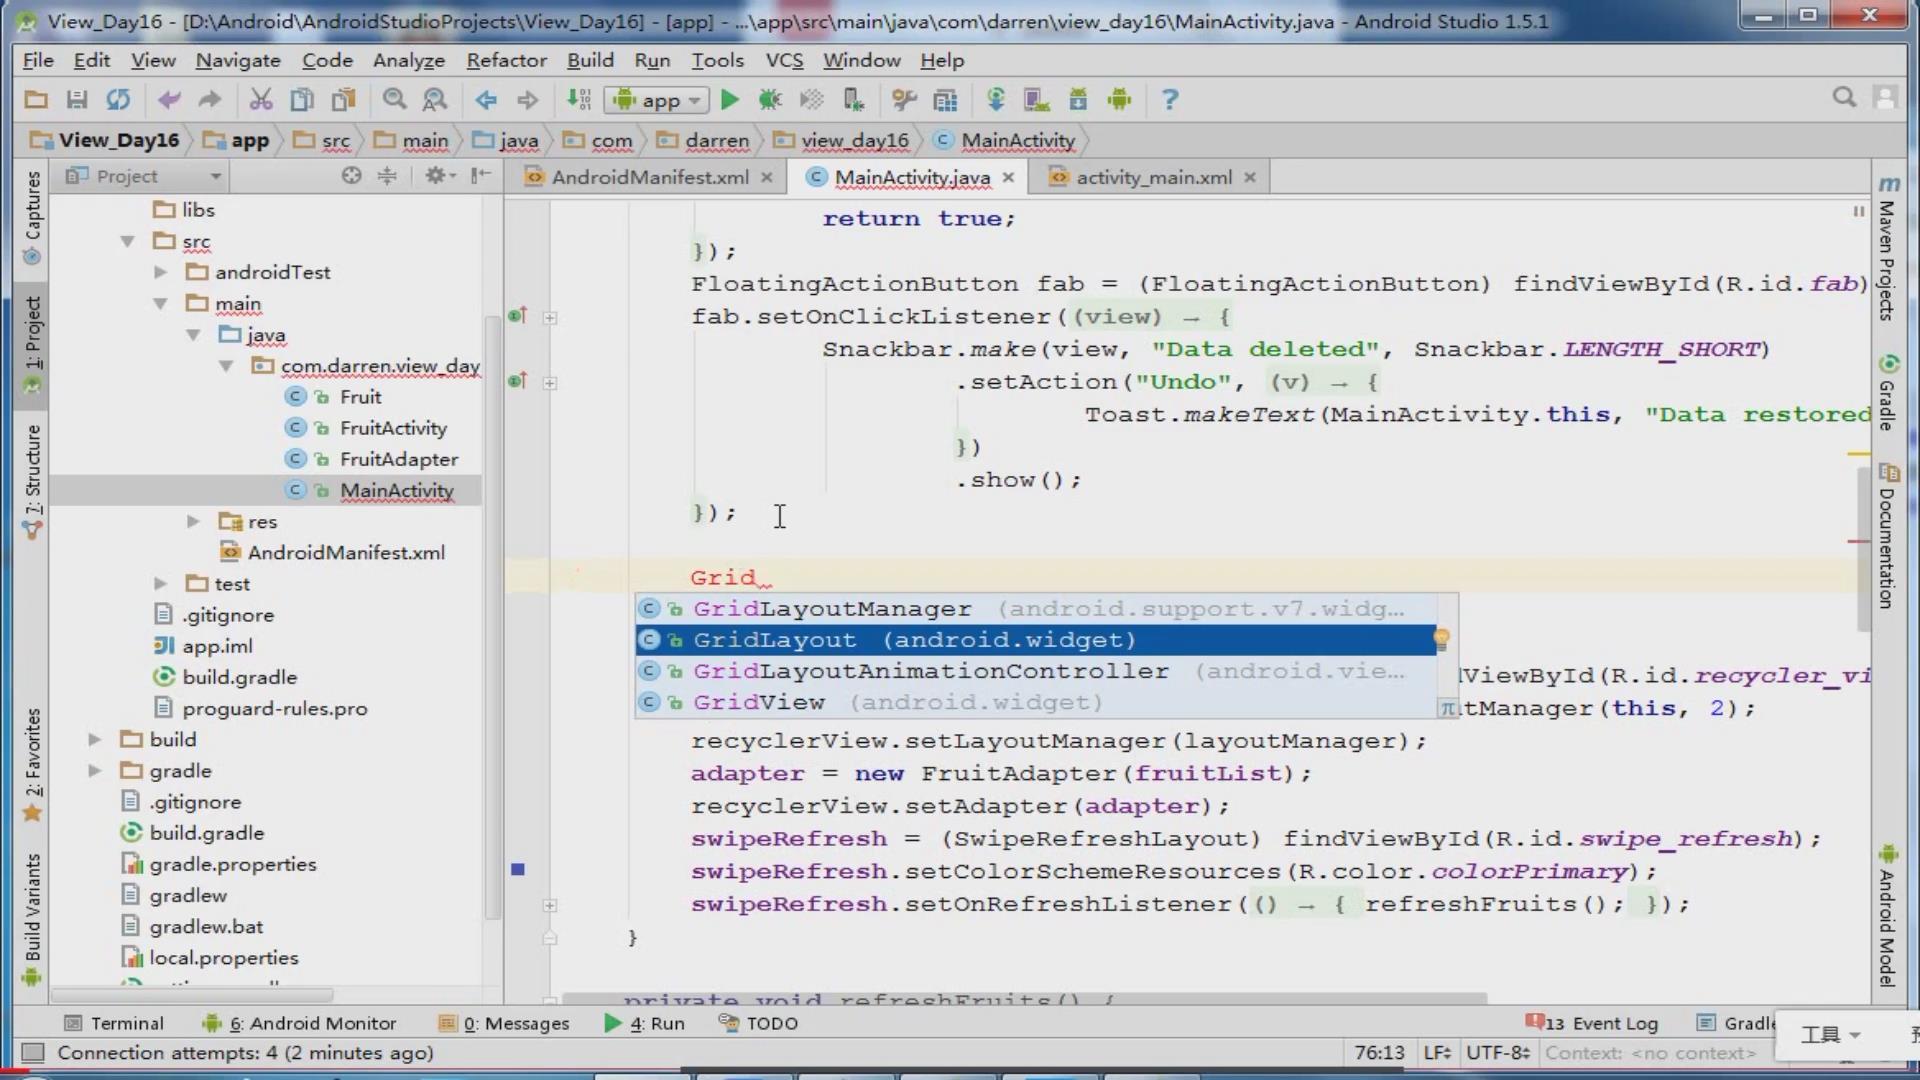 View_Day16 - [D:\Android\AndroidStudioProjects\View_Day16] - [app] - ...\app\src\main\java\com\darren\view_day16\MainActivity.java - Android Studio 1.5.1
File Edit View Navigate Code Analyze Refactor Build Run Tools VCS Window Help
app
View_Day16 app src main java com darren view_day16 MainActivity
Project
AndroidManifest.xml
MainActivity.java
activity_main.xml
Captures
1: Project
7: Structure
2: Favorites
Build Variants
libs
src
androidTest
main
java
com.darren.view_day
Fruit
FruitActivity
FruitAdapter
MainActivity
res
AndroidManifest.xml
test
.gitignore
app.iml
build.gradle
proguard-rules.pro
build
gradle
.gitignore
build.gradle
gradle.properties
gradlew
gradlew.bat
local.properties
return true;
});
FloatingActionButton fab = (FloatingActionButton) findViewById(R.id.fab)
fab.setOnClickListener((view) → {
Snackbar.make(view, "Data deleted", Snackbar.LENGTH_SHORT)
.setAction("Undo", (v) → {
Toast.makeText(MainActivity.this, "Data restored
})
.show();
});
Grid
GridLayoutManager (android.support.v7.widg...
GridLayout (android.widget)
GridLayoutAnimationController (android.vie...
GridView (android.widget)
π
ViewById(R.id.recycler_vi
tManager(this, 2);
recyclerView.setLayoutManager(layoutManager);
adapter = new FruitAdapter(fruitList);
recyclerView.setAdapter(adapter);
swipeRefresh = (SwipeRefreshLayout) findViewById(R.id.swipe_refresh);
swipeRefresh.setColorSchemeResources(R.color.colorPrimary);
swipeRefresh.setOnRefreshListener(() → { refreshFruits(); });
}
private void refreshFruits() {
Maven Projects
Gradle
Documentation
Android Model
Terminal 6: Android Monitor 0: Messages 4: Run TODO 13 Event Log Gradle
工具
Connection attempts: 4 (2 minutes ago) 76:13 LF UTF-8 Context: <no context>